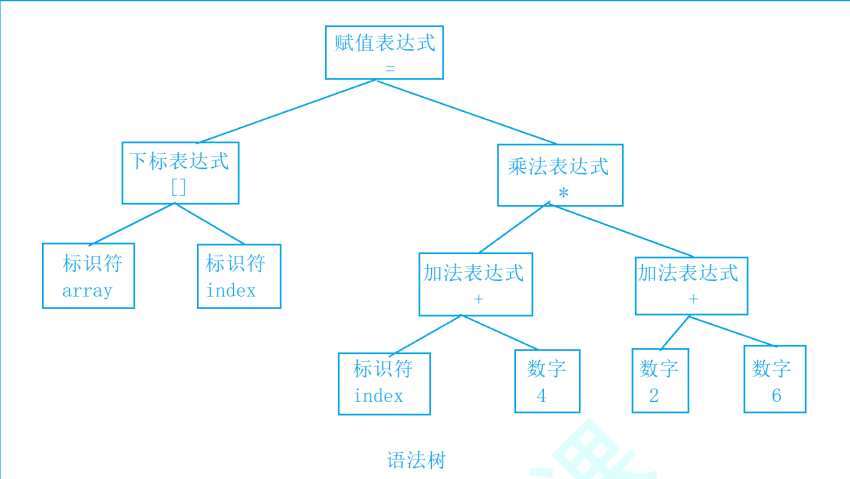 赋值表达式
=
下标表达式
[]
乘法表达式
*
标识符
array
标识符
index
加法表达式
+
加法表达式
+
标识符
index
数字
4
数字
2
数字
6
语法树